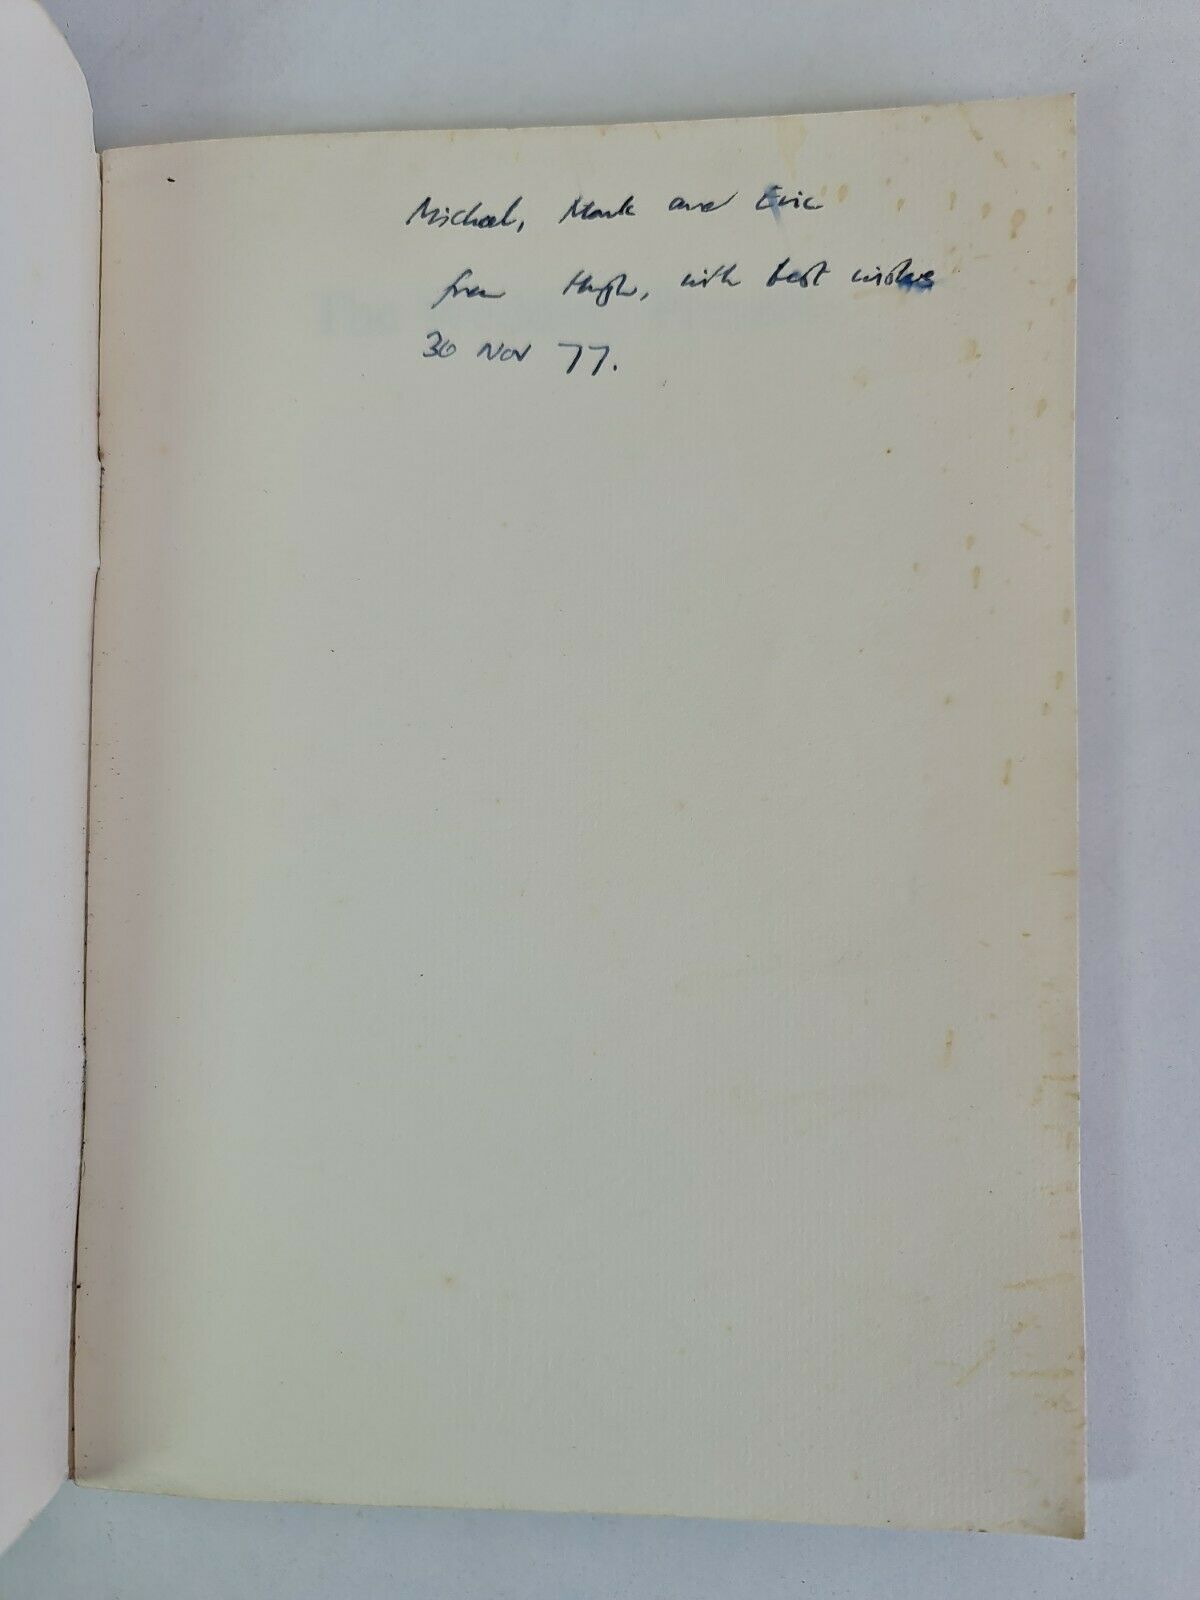 Michael, Mark and Eric
from Hugh, with best wishes
30 Nov 77.